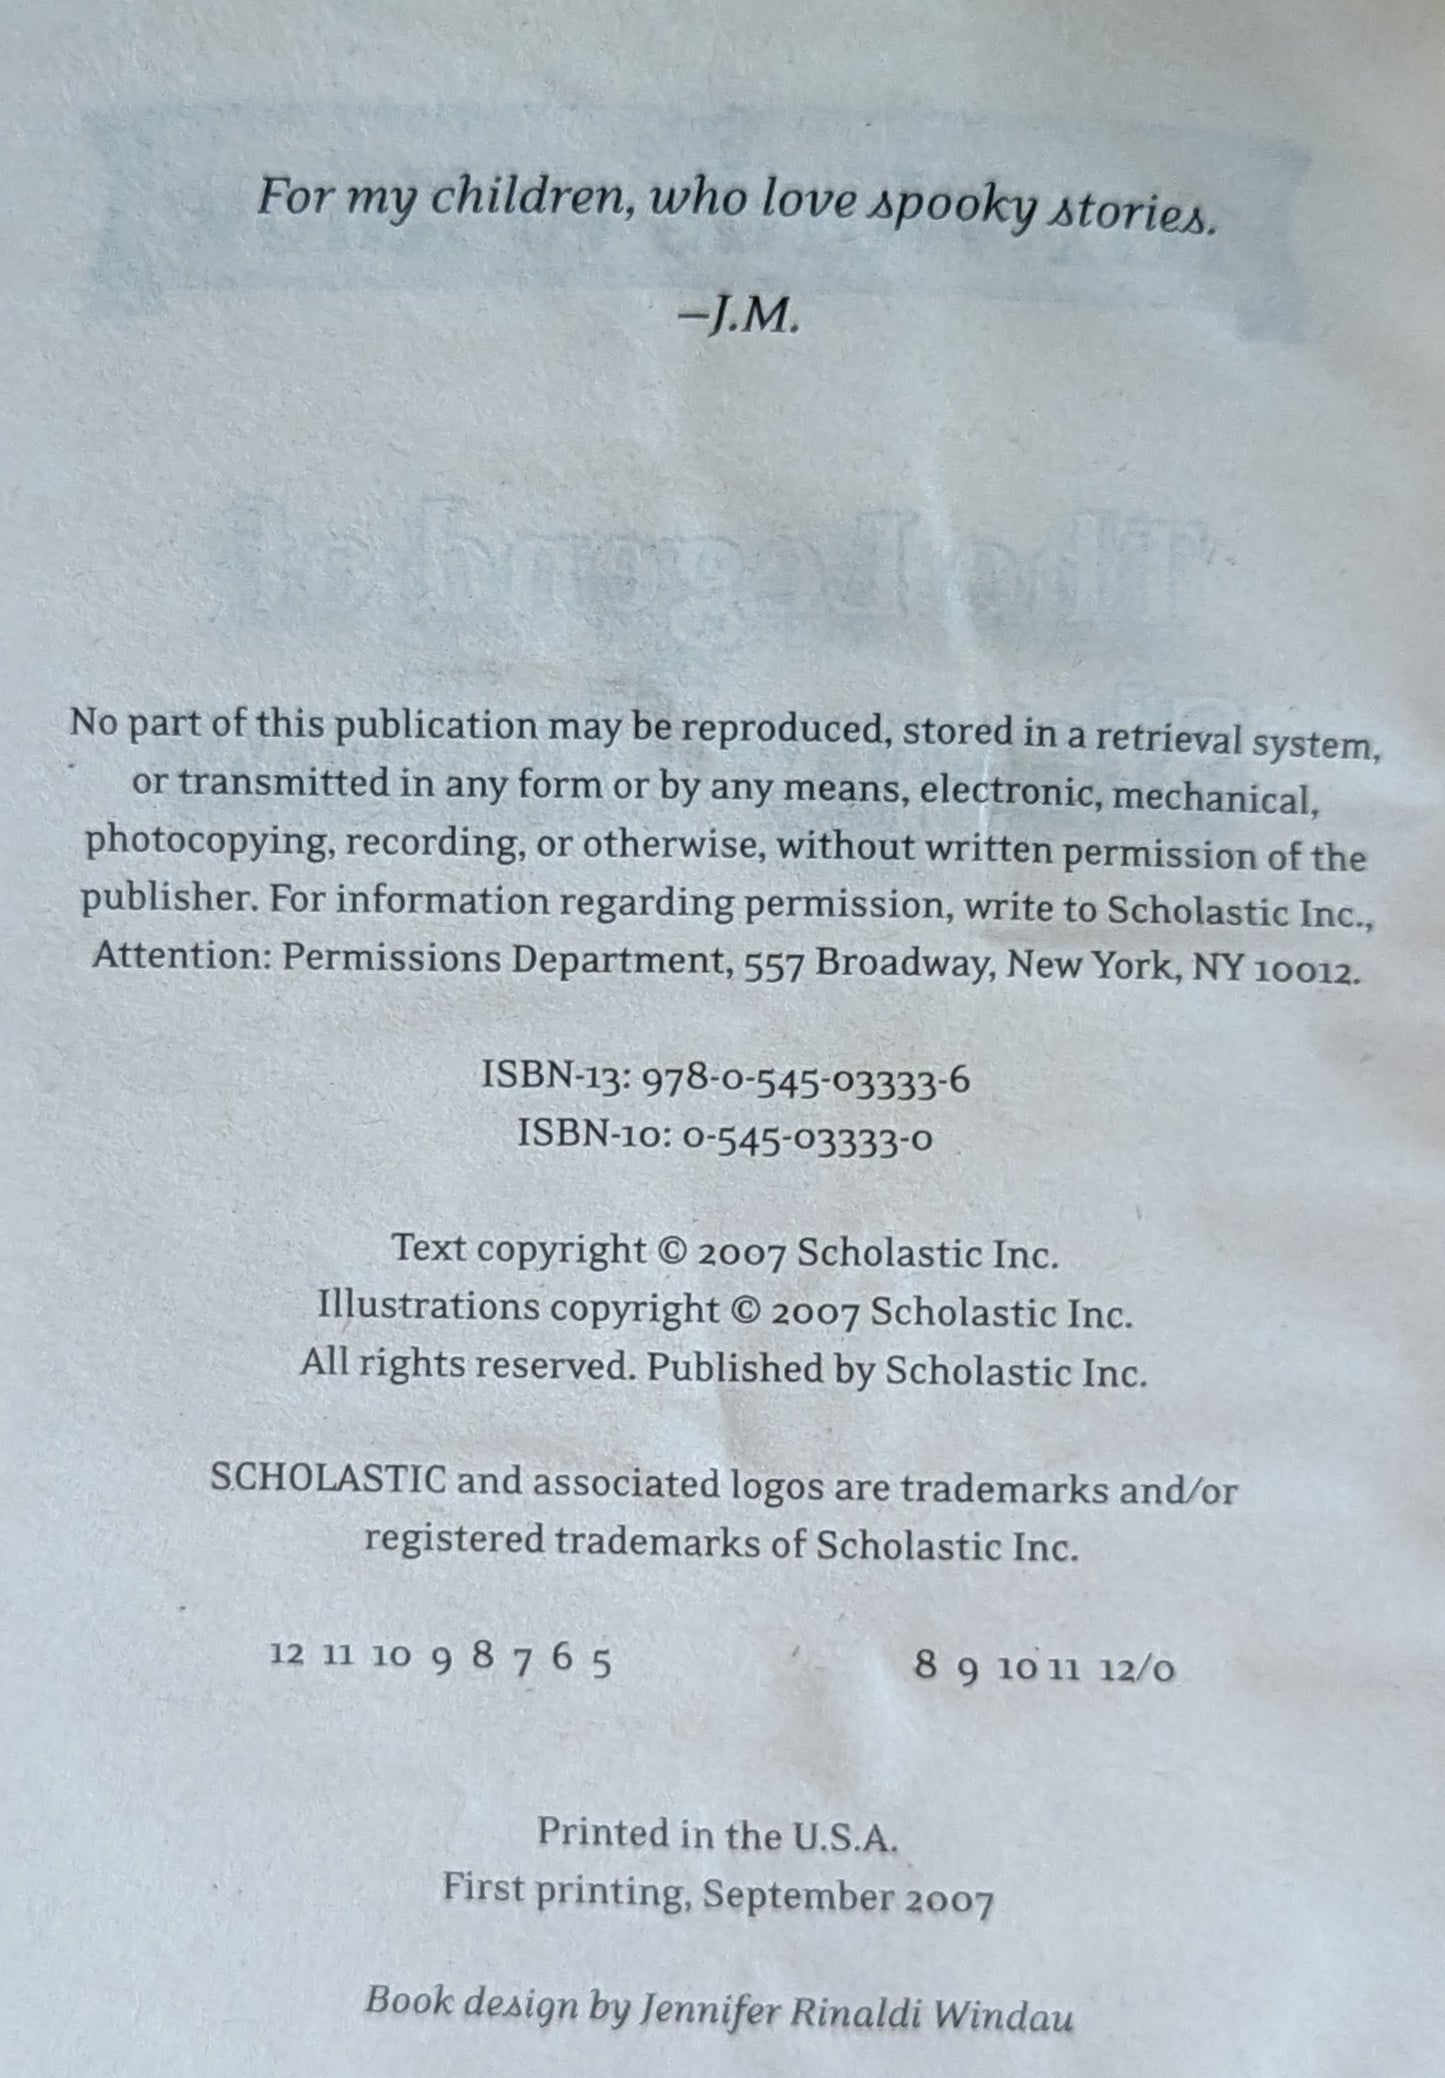 For my children, who love spooky stories.
—J.M.
The Legend of
No part of this publication may be reproduced, stored in a retrieval system,
or transmitted in any form or by any means, electronic, mechanical,
photocopying, recording, or otherwise, without written permission of the
publisher. For information regarding permission, write to Scholastic Inc.,
Attention: Permissions Department, 557 Broadway, New York, NY 10012.
ISBN-13: 978-0-545-03333-6
ISBN-10: 0-545-03333-0
Text copyright © 2007 Scholastic Inc.
Illustrations copyright © 2007 Scholastic Inc.
All rights reserved. Published by Scholastic Inc.
SCHOLASTIC and associated logos are trademarks and/or
registered trademarks of Scholastic Inc.
12 11 10 9 8 7 6 5 8 9 10 11 12/0
Printed in the U.S.A.
First printing, September 2007
Book design by Jennifer Rinaldi Windau